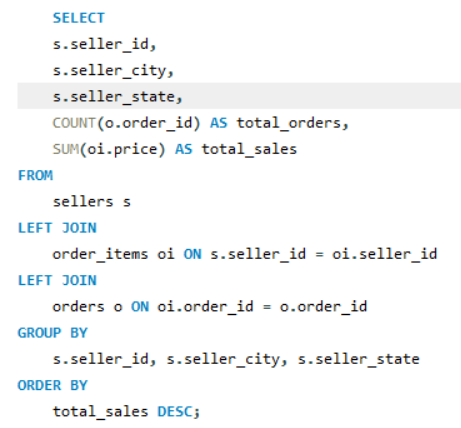 SELECT
s.seller_id,
s.seller_city,
s.seller_state,
COUNT(o.order_id) AS total_orders,
SUM(oi.price) AS total_sales
FROM
sellers s
LEFT JOIN
order_items oi ON s.seller_id = oi.seller_id
LEFT JOIN
orders o ON oi.order_id = o.order_id
GROUP BY
s.seller_id, s.seller_city, s.seller_state
ORDER BY
total_sales DESC;